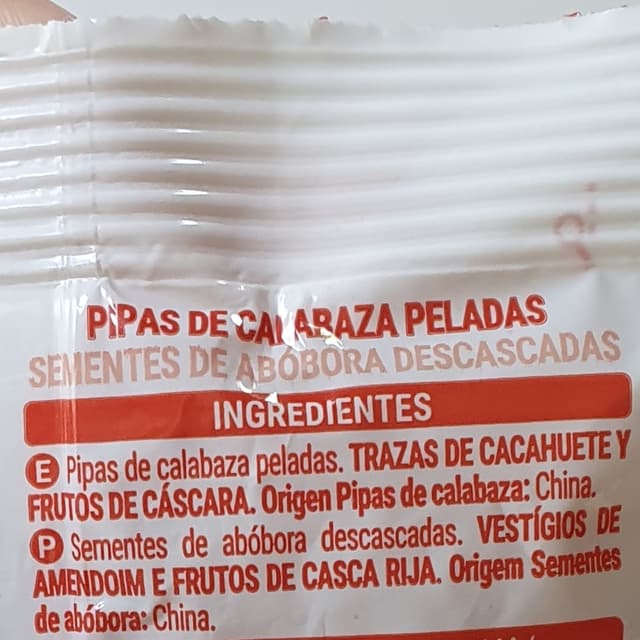 PIPAS DE CALABAZA PELADAS
SEMENTES DE ABÓBORA DESCASCADAS
INGREDIENTES
E Pipas de calabaza peladas. TRAZAS DE CACAHUETE Y
FRUTOS DE CÁSCARA. Origen Pipas de calabaza: China.
P Sementes de abóbora descascadas. VESTÍGIOS DE
AMENDOIM E FRUTOS DE CASCA RIJA. Origem Sementes
de abóbora: China.